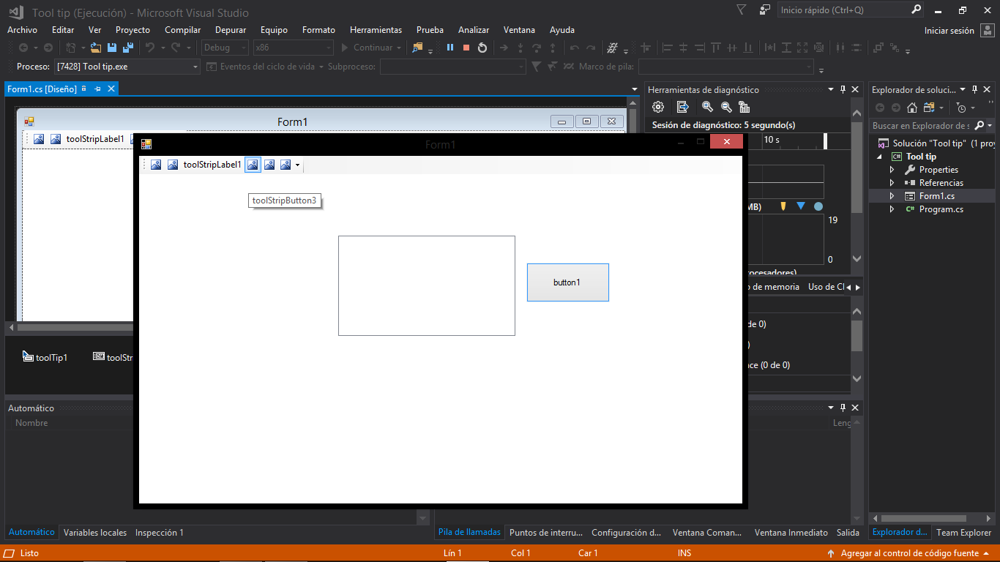 Tool tip (Ejecución) - Microsoft Visual Studio
Inicio rápido (Ctrl+Q)
Archivo Editar Ver Proyecto Compilar Depurar Equipo Formato Herramientas Prueba Analizar Ventana Ayuda
Iniciar sesión
Debug x86 Continuar
Proceso: [7428] Tool tip.exe Eventos del ciclo de vida Subproceso: Marco de pila:
Form1.cs [Diseño]
Form1
toolStripLabel1
Form1
toolStripLabel1
toolStripButton3
button1
toolTip1 toolStr
Herramientas de diagnóstico
Sesión de diagnóstico: 5 segundo(s)
10 s
MB)
19
0
ocesadores)
o de memoria Uso de C
de 0)
)
nce (0 de 0)
Explorador de soluci...
Buscar en Explorador de s
Solución "Tool tip" (1 proy
Tool tip
Properties
Referencias
Form1.cs
Program.cs
Automático
Nombre
Leng
Automático Variables locales Inspección 1
Pila de llamadas Puntos de interru... Configuración d... Ventana Coman... Ventana Inmediato Salida
Explorador d... Team Explorer
Listo Lín 1 Col 1 Car 1 INS Agregar al control de código fuente